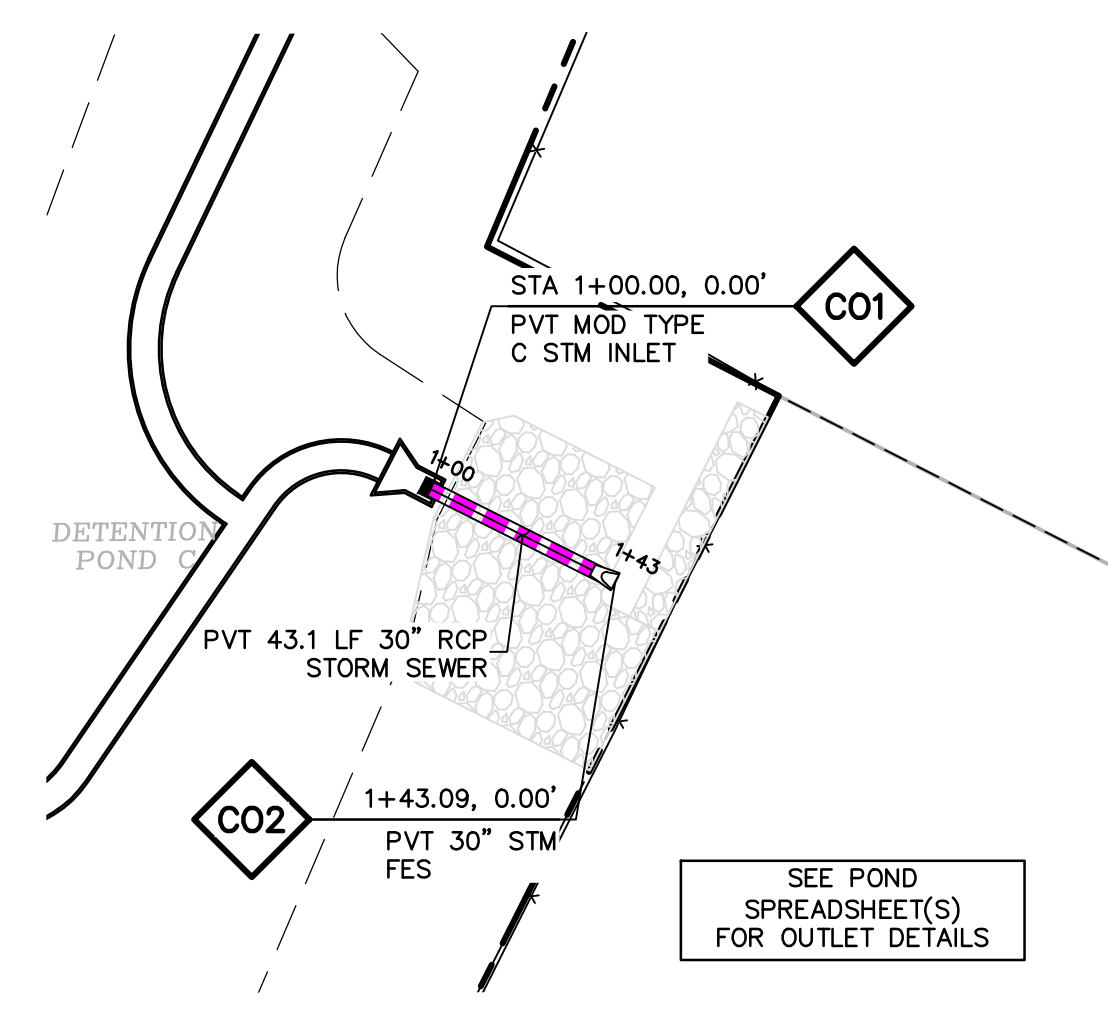 STA 1+00.00, 0.00'
PVT MOD TYPE
C STM INLET
CO1
1+00
DETENTION
POND C
1+43
PVT 43.1 LF 30" RCP
STORM SEWER
CO2
1+43.09, 0.00'
PVT 30" STM
FES
SEE POND
SPREADSHEET(S)
FOR OUTLET DETAILS